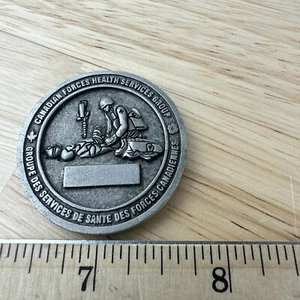 CANADIAN FORCES HEALTH SERVICES GROUP
GROUPE DES SERVICES DE SANTE DES FORCES CANADIENNES
7 8